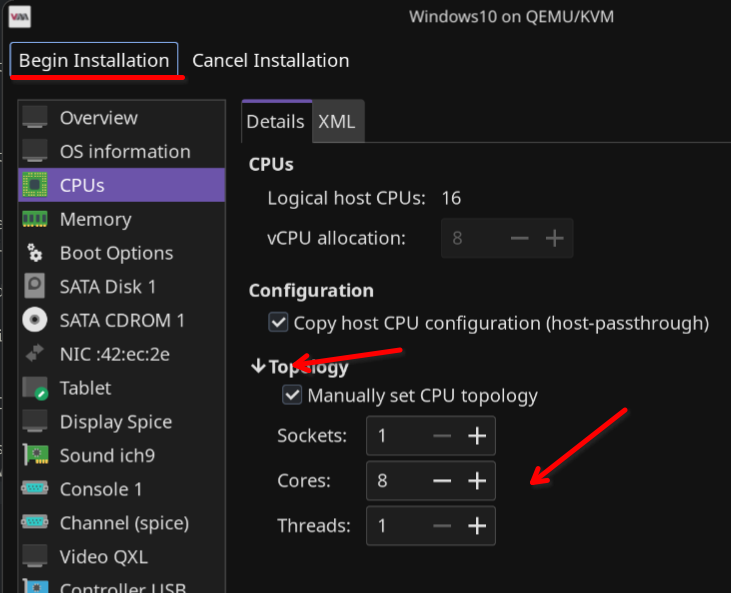 Windows10 on QEMU/KVM
Begin Installation Cancel Installation
Overview
OS information
CPUs
Memory
Boot Options
SATA Disk 1
SATA CDROM 1
NIC :42:ec:2e
Tablet
Display Spice
Sound ich9
Console 1
Channel (spice)
Video QXL
Controller USB
Details XML
CPUs
Logical host CPUs: 16
vCPU allocation: 8
Configuration
Copy host CPU configuration (host-passthrough)
Topology
Manually set CPU topology
Sockets: 1
Cores: 8
Threads: 1